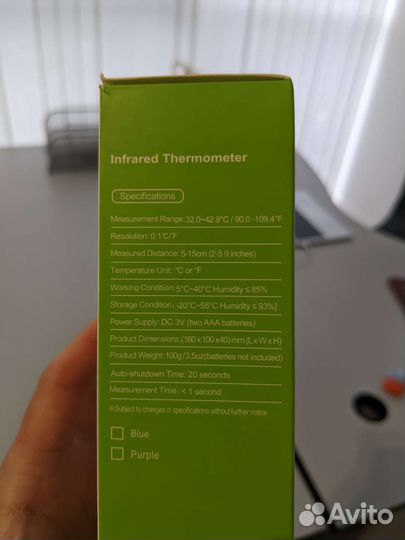 Infrared Thermometer
Specifications
Measurement Range: 32.0~42.9°C / 90.0 -109.4°F
Resolution: 0.1°C/°F
Measured Distance: 5-15cm (2-5.9 inches)
Temperature Unit: °C or °F
Working Condition: 5°C~40°C Humidity ≤ 85%
Storage Condition: -20°C~55°C Humidity ≤ 93%]
Power Supply: DC 3V (two AAA batteries)
Product Dimensions: (160 x 100 x 40) mm (L x W x H)
Product Weight: 100g / 3.5oz(batteries not included)
Auto-shutdown Time: 20 seconds
Measurement Time: < 1 second
※Subject to changes in specifications without further notice
Blue
Purple
Avito